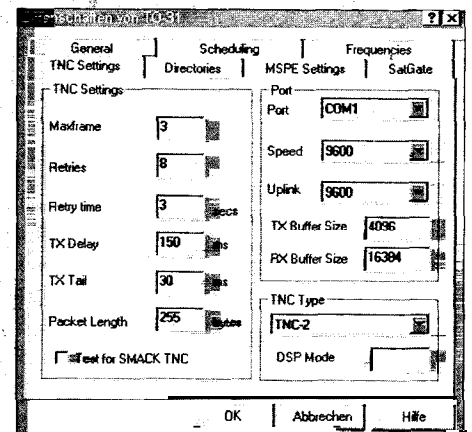 Eigenschaften von TO-31
General Scheduling Frequencies
TNC Settings Directories MSPE Settings SatGate
TNC Settings
Maxframe 3
Retries 8
Retry time 3 secs
TX Delay 150 ms
TX Tail 30 ms
Packet Length 255 Bytes
Test for SMACK TNC
Port
Port COM1
Speed 9600
Uplink 9600
TX Buffer Size 4096
RX Buffer Size 16384
TNC Type
TNC-2
DSP Mode
OK Abbrechen Hilfe